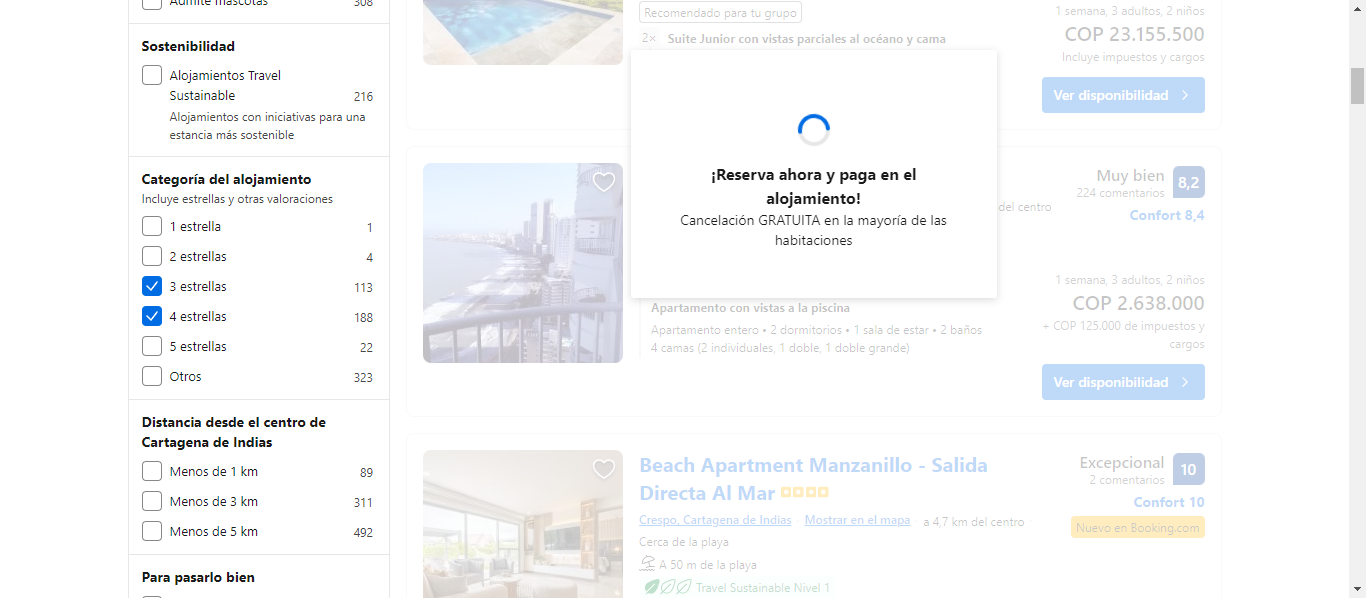 Admite mascotas
308
Sostenibilidad
Alojamientos Travel
Sustainable
216
Alojamientos con iniciativas para una
estancia más sostenible
Categoría del alojamiento
Incluye estrellas y otras valoraciones
1 estrella
1
2 estrellas
4
3 estrellas
113
4 estrellas
188
5 estrellas
22
Otros
323
Distancia desde el centro de
Cartagena de Indias
Menos de 1 km
89
Menos de 3 km
311
Menos de 5 km
492
Para pasarlo bien
Recomendado para tu grupo
2× Suite Junior con vistas parciales al océano y cama
1 semana, 3 adultos, 2 niños
COP 23.155.500
Incluye impuestos y cargos
Ver disponibilidad
¡Reserva ahora y paga en el
alojamiento!
Cancelación GRATUITA en la mayoría de las
habitaciones
del centro
Muy bien
224 comentarios
8,2
Confort 8,4
Apartamento con vistas a la piscina
Apartamento entero • 2 dormitorios • 1 sala de estar • 2 baños
4 camas (2 individuales, 1 doble, 1 doble grande)
1 semana, 3 adultos, 2 niños
COP 2.638.000
+ COP 125.000 de impuestos y
cargos
Ver disponibilidad
Beach Apartment Manzanillo - Salida
Directa Al Mar
Crespo, Cartagena de Indias
Mostrar en el mapa
a 4,7 km del centro
Cerca de la playa
A 50 m de la playa
Travel Sustainable Nivel 1
Excepcional
2 comentarios
10
Confort 10
Nuevo en Booking.com